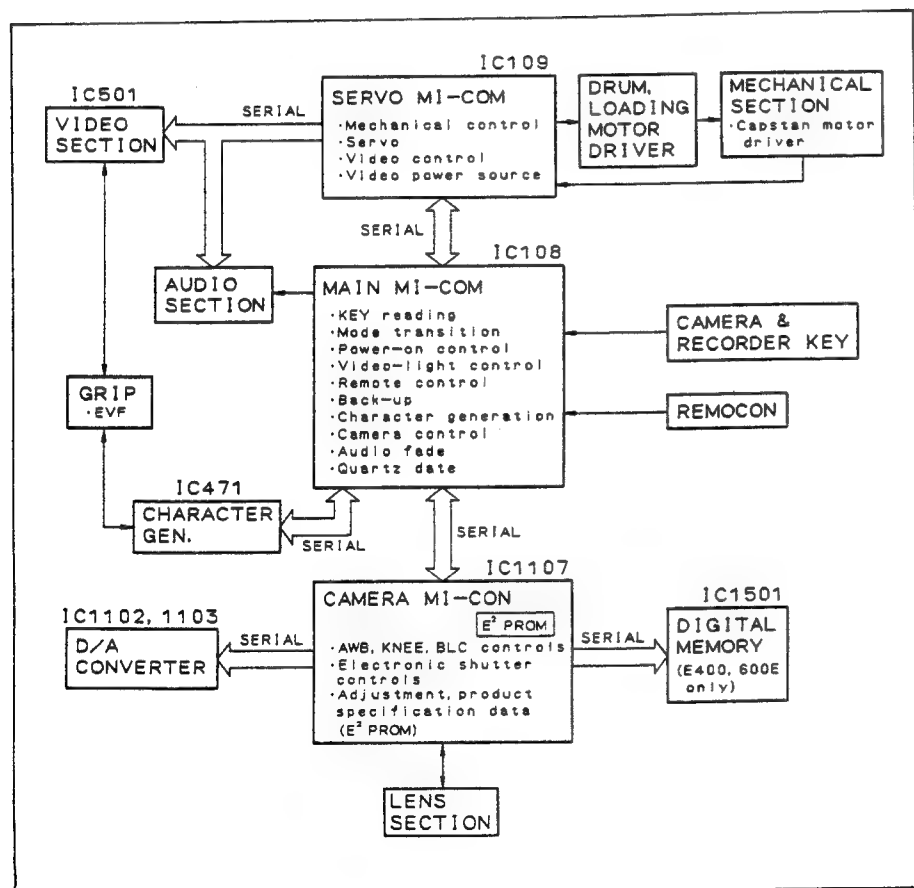 IC109
SERVO MI-COM
·Mechanical control
·Servo
·Video control
·Video power source
DRUM,
LOADING
MOTOR
DRIVER
MECHANICAL
SECTION
·Capstan motor
driver
IC501
VIDEO
SECTION
SERIAL
SERIAL
AUDIO
SECTION
IC108
MAIN MI-COM
·KEY reading
·Mode transition
·Power-on control
·Video-light control
·Remote control
·Back-up
·Character generation
·Camera control
·Audio fade
·Quartz date
CAMERA &
RECORDER KEY
REMOCON
GRIP
·EVF
IC471
CHARACTER
GEN.
SERIAL
SERIAL
IC1107
CAMERA MI-CON
E² PROM
·AWB, KNEE, BLC controls
·Electronic shutter
controls
·Adjustment, product
specification data
(E² PROM)
IC1102, 1103
D/A
CONVERTER
SERIAL
SERIAL
IC1501
DIGITAL
MEMORY
(E400, 600E
only)
LENS
SECTION